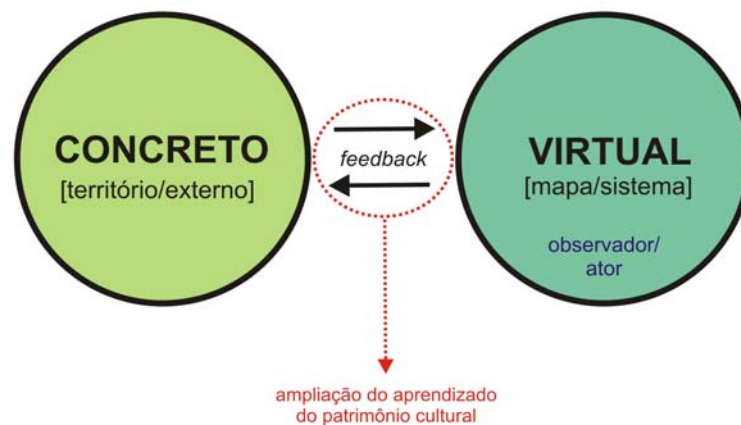 CONCRETO
[território/externo]
feedback
VIRTUAL
[mapa/sistema]
observador/
ator
ampliação do aprendizado
do patrimônio cultural